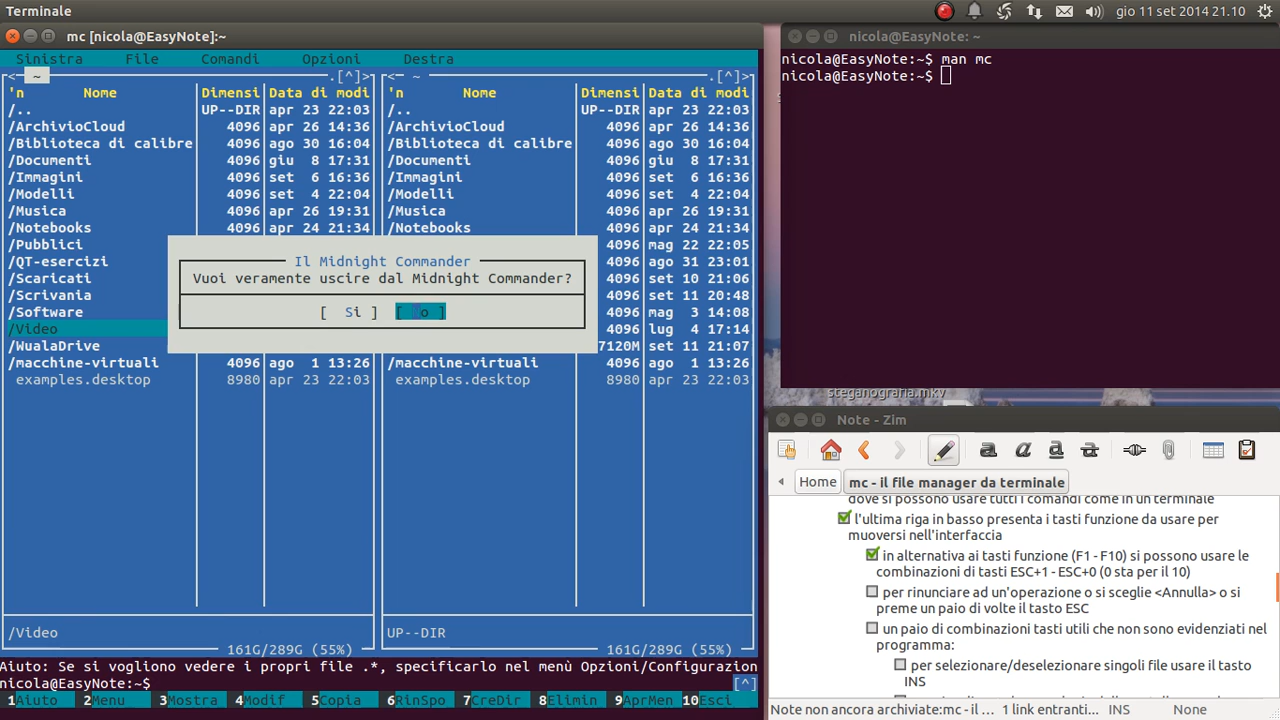 Terminale
gio 11 set 2014 21.10
mc [nicola@EasyNote]:~
Sinistra File Comandi Opzioni Destra
<─ ~ .[^]>
'n Nome Dimensi Data di modi
/.. UP--DIR apr 23 22:03
/ArchivioCloud 4096 apr 26 14:36
/Biblioteca di calibre 4096 ago 30 16:04
/Documenti 4096 giu 8 17:31
/Immagini 4096 set 6 16:36
/Modelli 4096 set 4 22:04
/Musica 4096 apr 26 19:31
/Notebooks 4096 apr 24 21:34
/Pubblici
/QT-esercizi
/Scaricati
/Scrivania
/Software
/Video
/WualaDrive
/macchine-virtuali 4096 ago 1 13:26
examples.desktop 8980 apr 23 22:03
/Video
161G/289G (55%)
<─ ~ .[^]>
'n Nome Dimensi Data di modi
/.. UP--DIR apr 23 22:03
/ArchivioCloud 4096 apr 26 14:36
/Biblioteca di calibre 4096 ago 30 16:04
/Documenti 4096 giu 8 17:31
/Immagini 4096 set 6 16:36
/Modelli 4096 set 4 22:04
/Musica 4096 apr 26 19:31
/Notebooks 4096 apr 24 21:34
4096 mag 22 22:05
4096 ago 31 23:01
4096 set 10 21:06
4096 set 11 20:48
4096 mag 3 14:08
4096 lug 4 17:14
7120M set 11 21:07
/macchine-virtuali 4096 ago 1 13:26
examples.desktop 8980 apr 23 22:03
UP--DIR
161G/289G (55%)
Il Midnight Commander
Vuoi veramente uscire dal Midnight Commander?
[ Si ] [ No ]
Aiuto: Se si vogliono vedere i propri file .*, specificarlo nel menù Opzioni/Configurazion
nicola@EasyNote:~$ [^]
1Aiuto 2Menu 3Mostra 4Modif 5Copia 6RinSpo 7CreDir 8Elimin 9AprMen 10Esci
nicola@EasyNote: ~
nicola@EasyNote:~$ man mc
nicola@EasyNote:~$
steganografia.mkv
Note - Zim
Home mc - il file manager da terminale
dove si possono usare tutti i comandi come in un terminale
l'ultima riga in basso presenta i tasti funzione da usare per
muoversi nell'interfaccia
in alternativa ai tasti funzione (F1 - F10) si possono usare le
combinazioni di tasti ESC+1 - ESC+0 (0 sta per il 10)
per rinunciare ad un'operazione o si sceglie <Annulla> o si
preme un paio di volte il tasto ESC
un paio di combinazioni tasti utili che non sono evidenziati nel
programma:
per selezionare/deselezionare singoli file usare il tasto
INS
Note non ancora archiviate:mc - il ... 1 link entranti... INS None